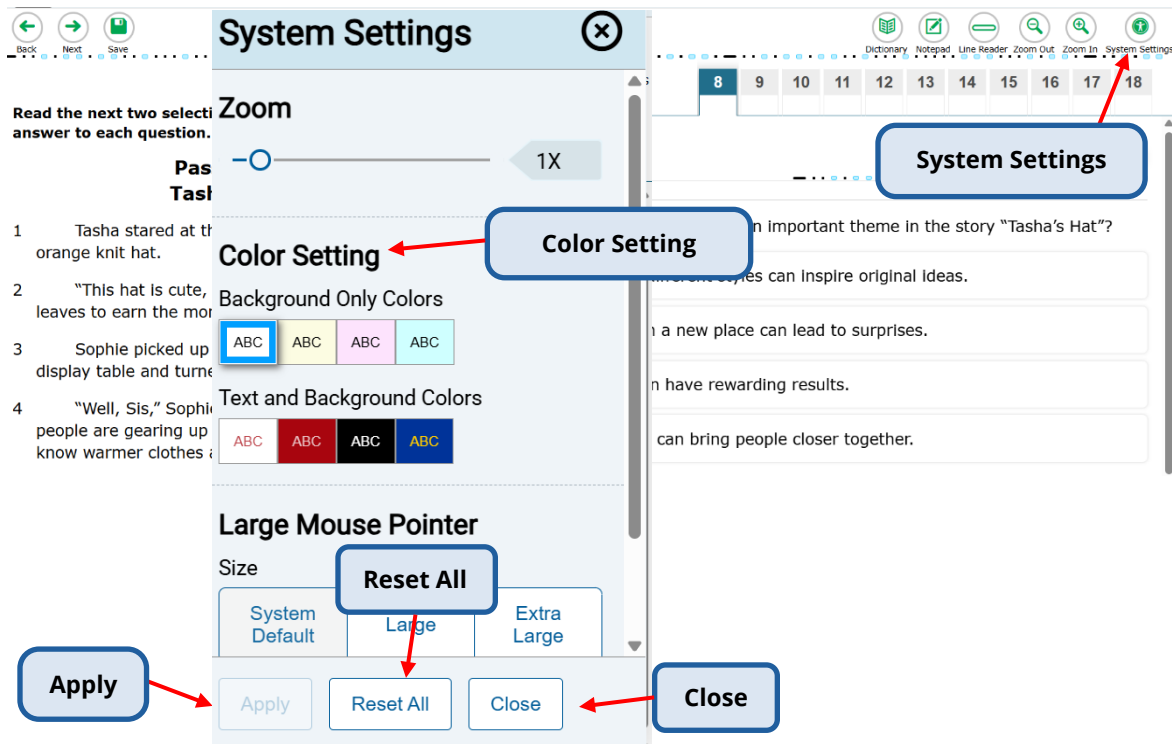 Back Next Save
Dictionary Notepad Line Reader Zoom Out Zoom In System Settings
8 9 10 11 12 13 14 15 16 17 18
Read the next two selecti
answer to each question.
Pas
Tash
1 Tasha stared at th
orange knit hat.
2 "This hat is cute,
leaves to earn the mon
3 Sophie picked up
display table and turne
4 "Well, Sis," Sophi
people are gearing up
know warmer clothes a
System Settings
Zoom
1X
Color Setting
Background Only Colors
ABC ABC ABC ABC
Text and Background Colors
ABC ABC ABC ABC
Large Mouse Pointer
Size
System
Default
Large
Extra
Large
Apply
Reset All
Close
System Settings
Color Setting
Reset All
Apply
Close
n important theme in the story "Tasha's Hat"?
styles can inspire original ideas.
n a new place can lead to surprises.
n have rewarding results.
can bring people closer together.